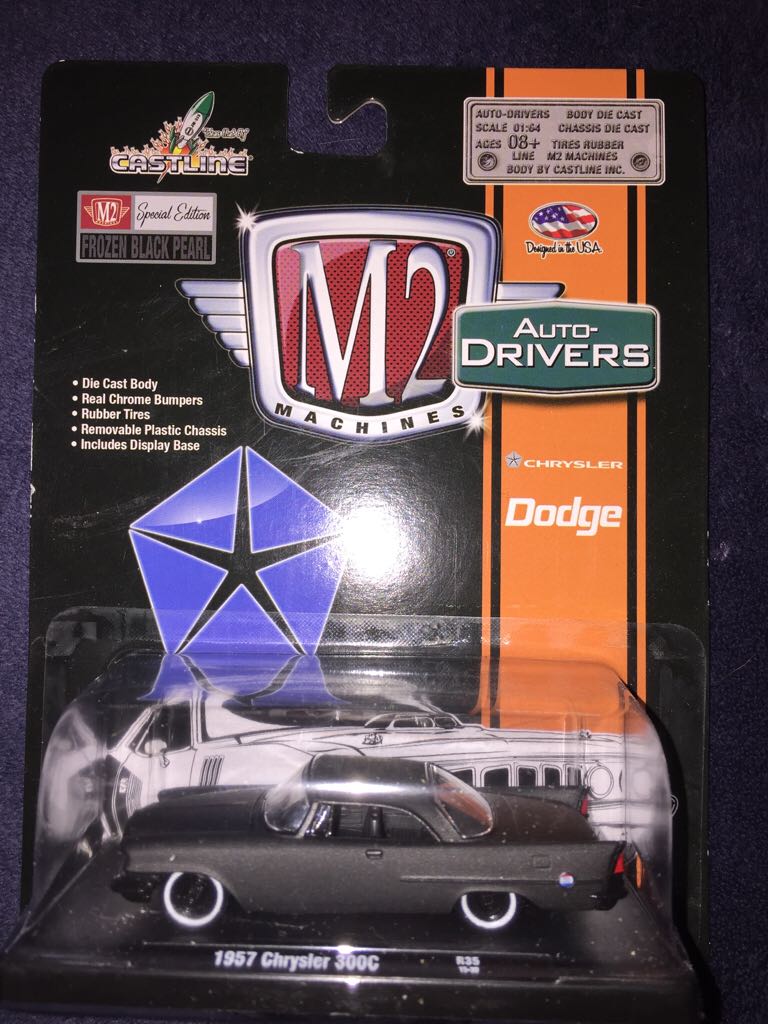 CASTLINE
M2 Special Edition
FROZEN BLACK PEARL
AUTO-DRIVERS BODY DIE CAST
SCALE 01:64 CHASSIS DIE CAST
AGES 08+ TIRES RUBBER
LINE M2 MACHINES
BODY BY CASTLINE INC.
Designed in the U.S.A.
M2®
MACHINES
AUTO-
DRIVERS
• Die Cast Body
• Real Chrome Bumpers
• Rubber Tires
• Removable Plastic Chassis
• Includes Display Base
CHRYSLER
Dodge
1957 Chrysler 300C
R35